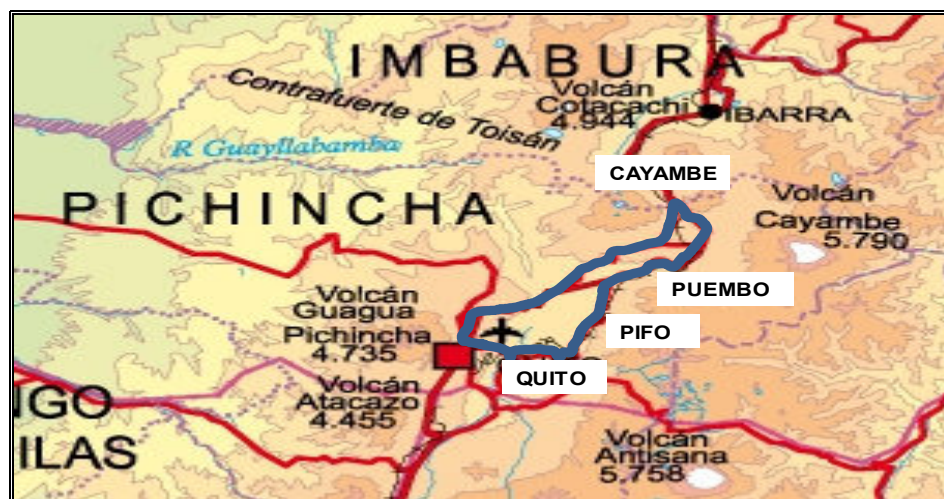 IMBABURA
Volcán
Cotacachi
4.944
IBARRA
Contrafuerte de Toisán
R Guayllabamba
CAYAMBE
PICHINCHA
Volcán
Cayambe
5.790
Volcán
Guagua
Pichincha
4.735
PUEMBO
PIFO
QUITO
Volcán
Atacazo
4.455
NGO
ILAS
Volcán
Antisana
5.758